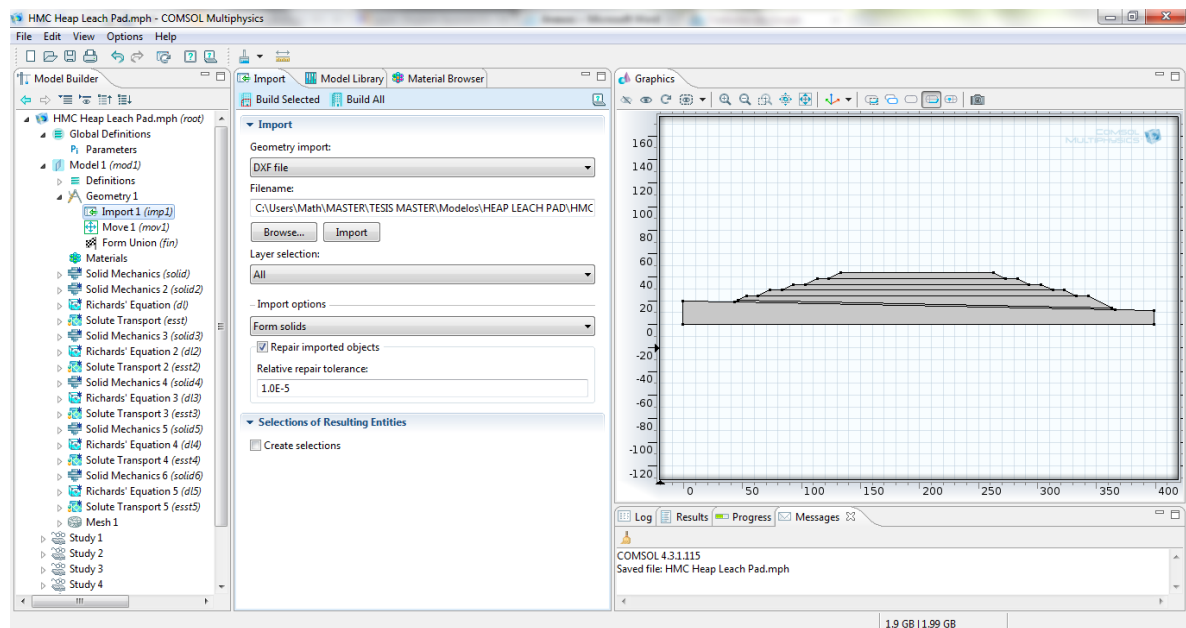 HMC Heap Leach Pad.mph - COMSOL Multiphysics
File Edit View Options Help
Model Builder
HMC Heap Leach Pad.mph (root)
Global Definitions
Pi Parameters
Model 1 (mod1)
Definitions
Geometry 1
Import 1 (imp1)
Move 1 (mov1)
Form Union (fin)
Materials
Solid Mechanics (solid)
Solid Mechanics 2 (solid2)
Richards' Equation (dl)
Solute Transport (esst)
Solid Mechanics 3 (solid3)
Richards' Equation 2 (dl2)
Solute Transport 2 (esst2)
Solid Mechanics 4 (solid4)
Richards' Equation 3 (dl3)
Solute Transport 3 (esst3)
Solid Mechanics 5 (solid5)
Richards' Equation 4 (dl4)
Solute Transport 4 (esst4)
Solid Mechanics 6 (solid6)
Richards' Equation 5 (dl5)
Solute Transport 5 (esst5)
Mesh 1
Study 1
Study 2
Study 3
Study 4
Import Model Library Material Browser
Build Selected Build All
Import
Geometry import:
DXF file
Filename:
C:\Users\Math\MASTER\TESIS MASTER\Modelos\HEAP LEACH PAD\HMC
Browse... Import
Layer selection:
All
Import options
Form solids
Repair imported objects
Relative repair tolerance:
1.0E-5
Selections of Resulting Entities
Create selections
Graphics
COMSOL
MULTIPHYSICS
160
140
120
100
80
60
40
20
0
-20
-40
-60
-80
-100
-120
0 50 100 150 200 250 300 350 400
Log Results Progress Messages
COMSOL 4.3.1.115
Saved file: HMC Heap Leach Pad.mph
1.9 GB | 1.99 GB